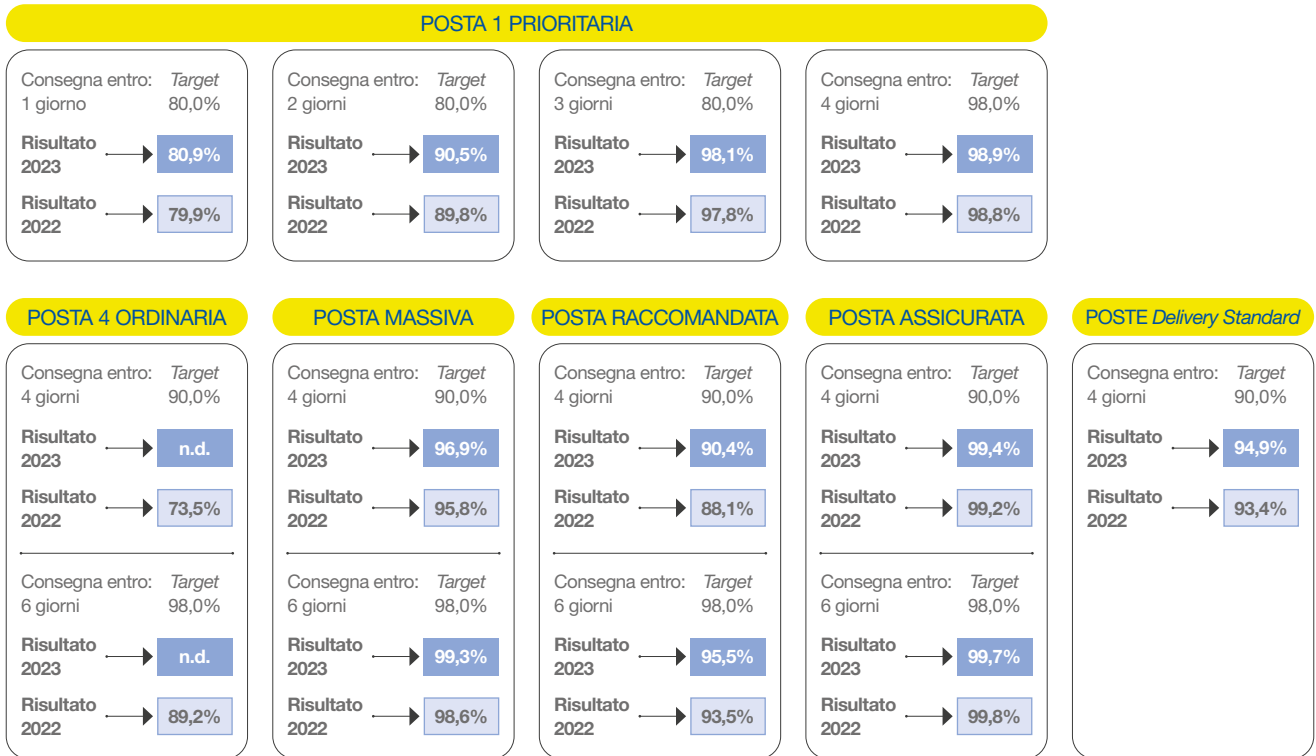 POSTA 1 PRIORITARIA
Consegna entro: Target
1 giorno 80,0%
Risultato
2023
80,9%
Risultato
2022
79,9%
Consegna entro: Target
2 giorni 80,0%
Risultato
2023
90,5%
Risultato
2022
89,8%
Consegna entro: Target
3 giorni 80,0%
Risultato
2023
98,1%
Risultato
2022
97,8%
Consegna entro: Target
4 giorni 98,0%
Risultato
2023
98,9%
Risultato
2022
98,8%
POSTA 4 ORDINARIA
Consegna entro: Target
4 giorni 90,0%
Risultato
2023
n.d.
Risultato
2022
73,5%
Consegna entro: Target
6 giorni 98,0%
Risultato
2023
n.d.
Risultato
2022
89,2%
POSTA MASSIVA
Consegna entro: Target
4 giorni 90,0%
Risultato
2023
96,9%
Risultato
2022
95,8%
Consegna entro: Target
6 giorni 98,0%
Risultato
2023
99,3%
Risultato
2022
98,6%
POSTA RACCOMANDATA
Consegna entro: Target
4 giorni 90,0%
Risultato
2023
90,4%
Risultato
2022
88,1%
Consegna entro: Target
6 giorni 98,0%
Risultato
2023
95,5%
Risultato
2022
93,5%
POSTA ASSICURATA
Consegna entro: Target
4 giorni 90,0%
Risultato
2023
99,4%
Risultato
2022
99,2%
Consegna entro: Target
6 giorni 98,0%
Risultato
2023
99,7%
Risultato
2022
99,8%
POSTE Delivery Standard
Consegna entro: Target
4 giorni 90,0%
Risultato
2023
94,9%
Risultato
2022
93,4%